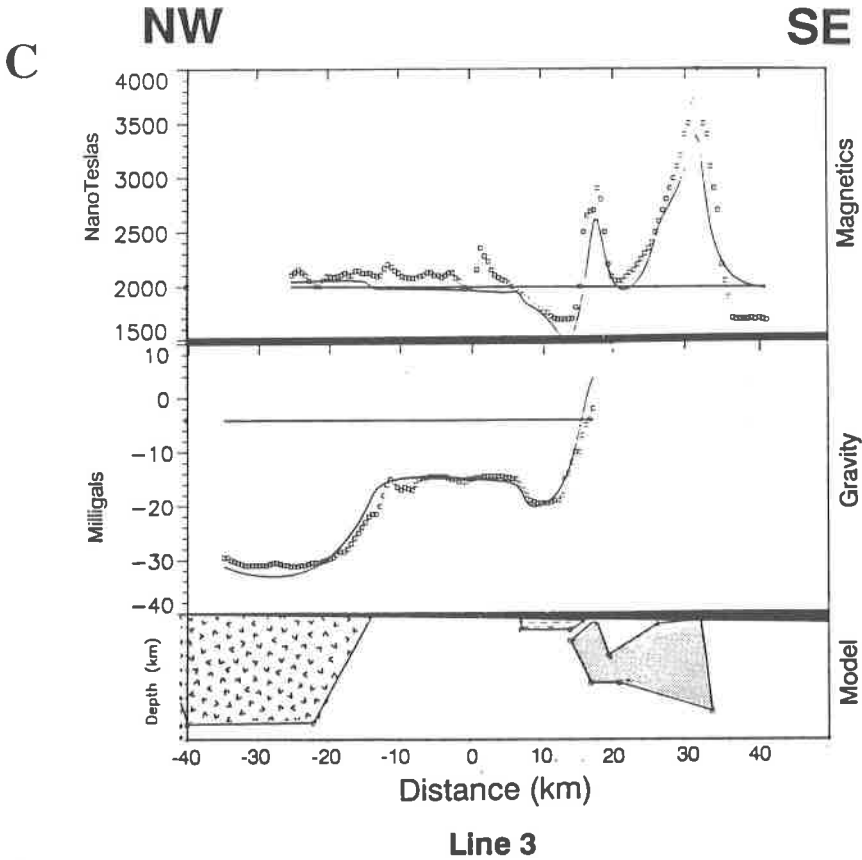 NW SE
C
4000
3500
3000
2500
2000
1500
NanoTeslas
Magnetics
10
0
−10
−20
−30
−40
Milligals
Gravity
Depth (km)
Model
-40 -30 -20 -10 0 10 20 30 40
Distance (km)
Line 3